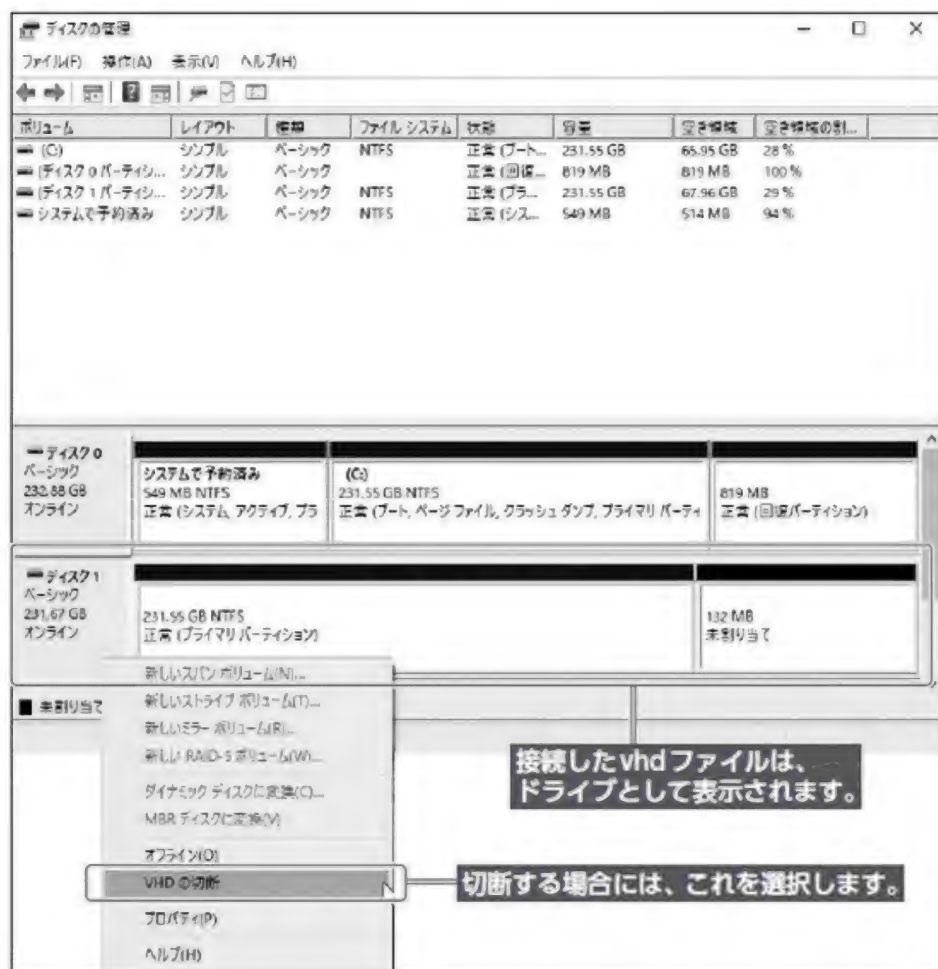 ディスクの管理
ファイル(F) 操作(A) 表示(V) ヘルプ(H)
ボリューム レイアウト 種類 ファイル システム 状態 容量 空き領域 空き領域の割...
(C:) シンプル ベーシック NTFS 正常 (ブート... 231.55 GB 65.95 GB 28 %
(ディスク 0 パーティシ... シンプル ベーシック 正常 (回復... 819 MB 819 MB 100 %
(ディスク 1 パーティシ... シンプル ベーシック NTFS 正常 (プラ... 231.55 GB 67.96 GB 29 %
システムで予約済み シンプル ベーシック NTFS 正常 (シス... 549 MB 514 MB 94 %
ディスク 0
ベーシック
232.88 GB
オンライン
システムで予約済み
549 MB NTFS
正常 (システム, アクティブ, プラ
(C:)
231.55 GB NTFS
正常 (ブート, ページ ファイル, クラッシュ ダンプ, プライマリ パーティ
819 MB
正常 (回復パーティション)
ディスク 1
ベーシック
231.67 GB
オンライン
231.55 GB NTFS
正常 (プライマリ パーティション)
132 MB
未割り当て
未割り当て
新しいスパン ボリューム(N)...
新しいストライプ ボリューム(T)...
新しいミラー ボリューム(R)...
新しい RAID-5 ボリューム(W)...
ダイナミック ディスクに変換(C)...
MBR ディスクに変換(V)
オフライン(O)
VHD の切断
プロパティ(P)
ヘルプ(H)
接続したvhdファイルは、
ドライブとして表示されます。
切断する場合には、これを選択します。